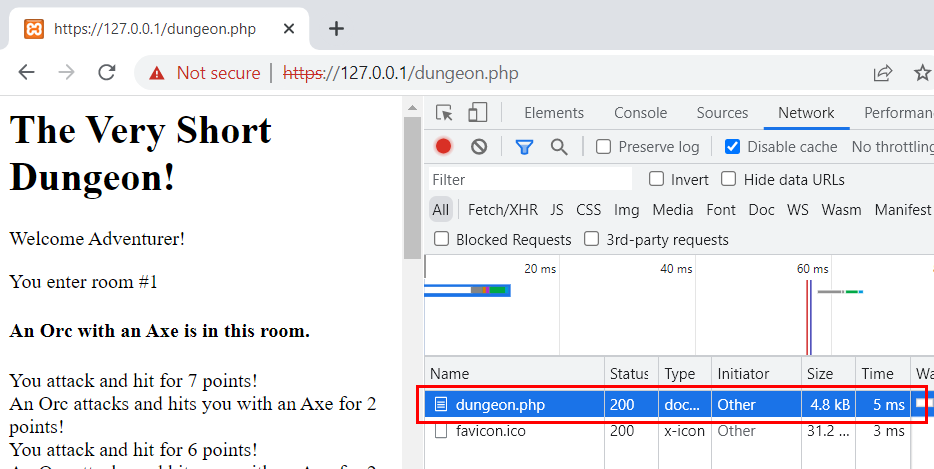 https://127.0.0.1/dungeon.php
Not secure | https://127.0.0.1/dungeon.php
The Very Short
Dungeon!
Welcome Adventurer!
You enter room #1
An Orc with an Axe is in this room.
You attack and hit for 7 points!
An Orc attacks and hits you with an Axe for 2
points!
You attack and hit for 6 points!
Elements Console Sources Network Performan
Preserve log Disable cache No throttling
Filter Invert Hide data URLs
All Fetch/XHR JS CSS Img Media Font Doc WS Wasm Manifest
Blocked Requests 3rd-party requests
20 ms 40 ms 60 ms
Name Status Type Initiator Size Time Wa
dungeon.php 200 doc... Other 4.8 kB 5 ms
favicon.ico 200 x-icon Other 31.2 ... 3 ms